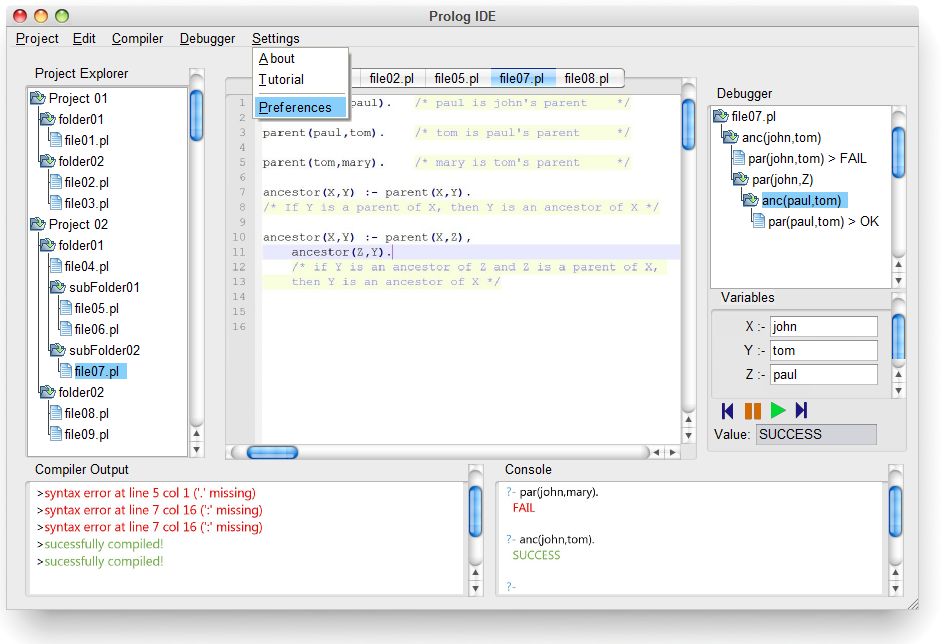 Prolog IDE
Project Edit Compiler Debugger Settings
About
Tutorial
Preferences
Project Explorer
Project 01
folder01
file01.pl
folder02
file02.pl
file03.pl
Project 02
folder01
file04.pl
subFolder01
file05.pl
file06.pl
subFolder02
file07.pl
folder02
file08.pl
file09.pl
file02.pl file05.pl file07.pl file08.pl
1 paul). /* paul is john's parent */
2
3 parent(paul,tom). /* tom is paul's parent */
4
5 parent(tom,mary). /* mary is tom's parent */
6
7 ancestor(X,Y) :- parent(X,Y).
8 /* If Y is a parent of X, then Y is an ancestor of X */
9
10 ancestor(X,Y) :- parent(X,Z),
11 ancestor(Z,Y).
12 /* if Y is an ancestor of Z and Z is a parent of X,
13 then Y is an ancestor of X */
14
15
16
Debugger
file07.pl
anc(john,tom)
par(john,tom) > FAIL
par(john,Z)
anc(paul,tom)
par(paul,tom) > OK
Variables
X :- john
Y :- tom
Z :- paul
Value: SUCCESS
Compiler Output
>syntax error at line 5 col 1 ('.' missing)
>syntax error at line 7 col 16 (':' missing)
>syntax error at line 7 col 16 (':' missing)
>sucessfully compiled!
>sucessfully compiled!
Console
?- par(john,mary).
FAIL
?- anc(john,tom).
SUCCESS
?-